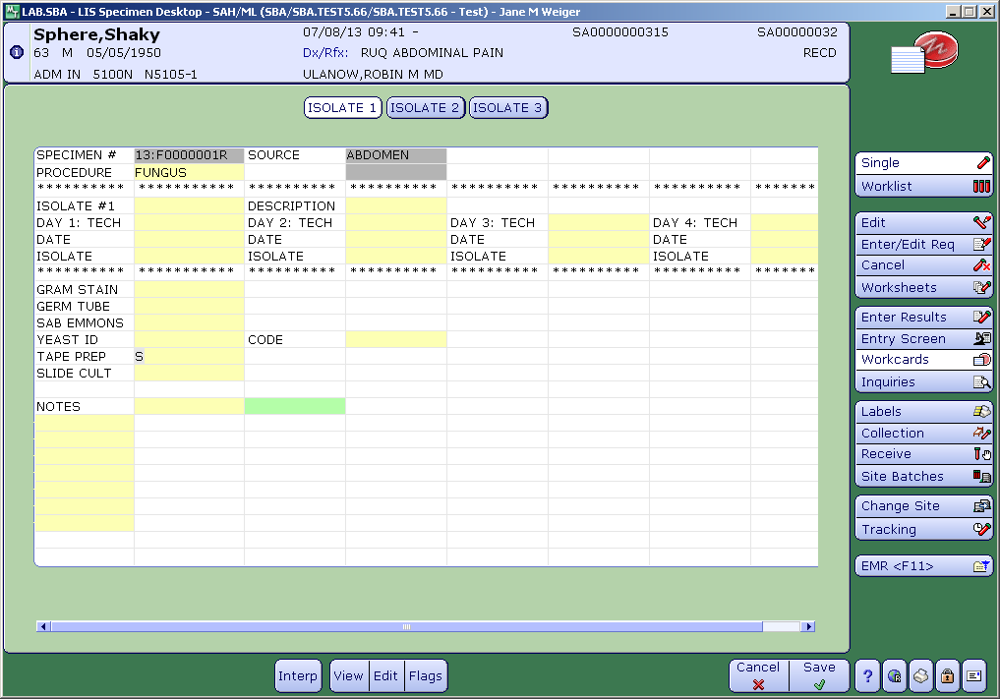 LAB.SBA - LIS Specimen Desktop - SAH/ML (SBA/SBA.TEST5.66/SBA.TEST5.66 - Test) - Jane M Weiger
Sphere,Shaky 07/08/13 09:41 - SA0000000315 SA00000032
63 M 05/05/1950 Dx/Rfx: RUQ ABDOMINAL PAIN RECD
ADM IN 5100N N5105-1 ULANOW,ROBIN M MD
ISOLATE 1 ISOLATE 2 ISOLATE 3
SPECIMEN # 13:F0000001R SOURCE ABDOMEN
PROCEDURE FUNGUS
********** *********** ********** ********** ********** ********** ********** *******
ISOLATE #1 DESCRIPTION
DAY 1: TECH DAY 2: TECH DAY 3: TECH DAY 4: TECH
DATE DATE DATE DATE
ISOLATE ISOLATE ISOLATE ISOLATE
********** *********** ********** ********** ********** ********** ********** *******
GRAM STAIN
GERM TUBE
SAB EMMONS
YEAST ID CODE
TAPE PREP S
SLIDE CULT
NOTES
Single
Worklist
Edit
Enter/Edit Req
Cancel
Worksheets
Enter Results
Entry Screen
Workcards
Inquiries
Labels
Collection
Receive
Site Batches
Change Site
Tracking
EMR <F11>
Interp View Edit Flags Cancel Save ?